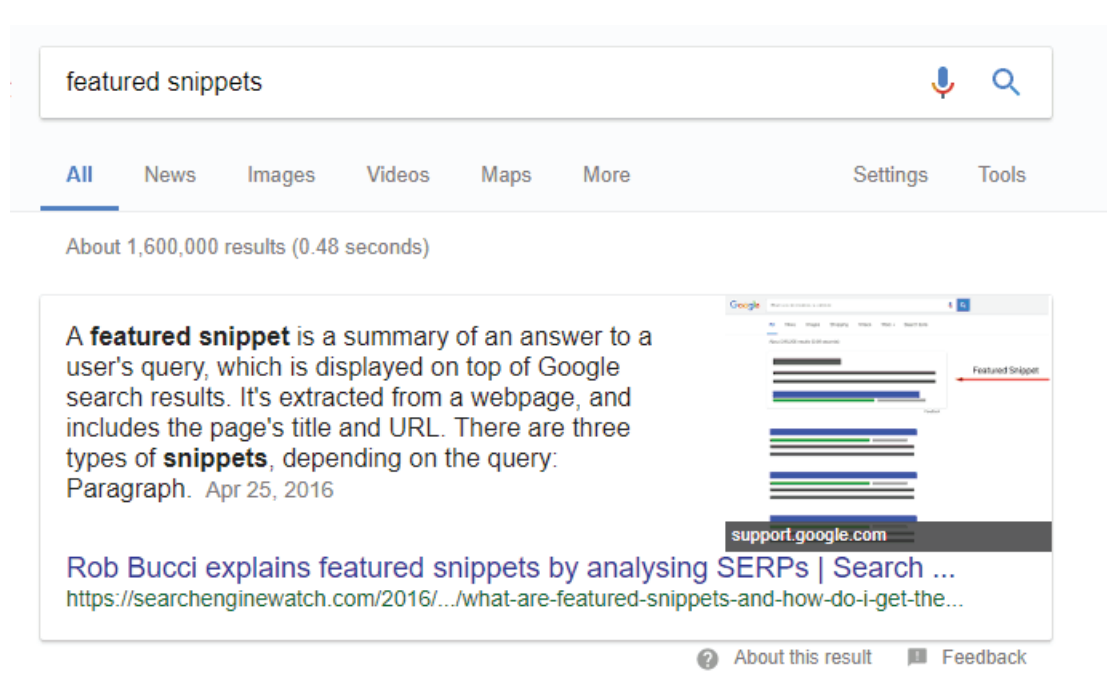 featured snippets
All News Images Videos Maps More Settings Tools
About 1,600,000 results (0.48 seconds)
A featured snippet is a summary of an answer to a
user's query, which is displayed on top of Google
search results. It's extracted from a webpage, and
includes the page's title and URL. There are three
types of snippets, depending on the query:
Paragraph. Apr 25, 2016
Google
Featured Snippet
support.google.com
Rob Bucci explains featured snippets by analysing SERPs | Search ...
https://searchenginewatch.com/2016/.../what-are-featured-snippets-and-how-do-i-get-the...
About this result Feedback